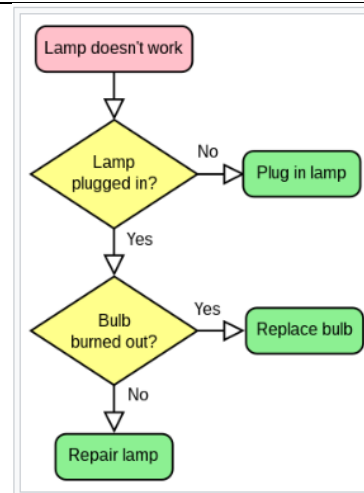 Lamp doesn't work
Lamp
plugged in?
No
Plug in lamp
Yes
Bulb
burned out?
Yes
Replace bulb
No
Repair lamp